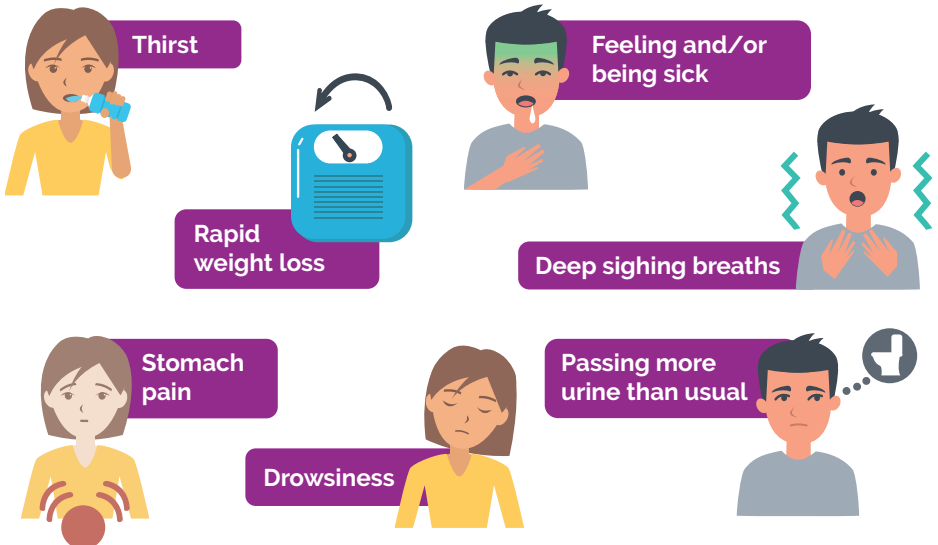 Thirst
Feeling and/or
being sick
Rapid
weight loss
Deep sighing breaths
Stomach
pain
Passing more
urine than usual
Drowsiness